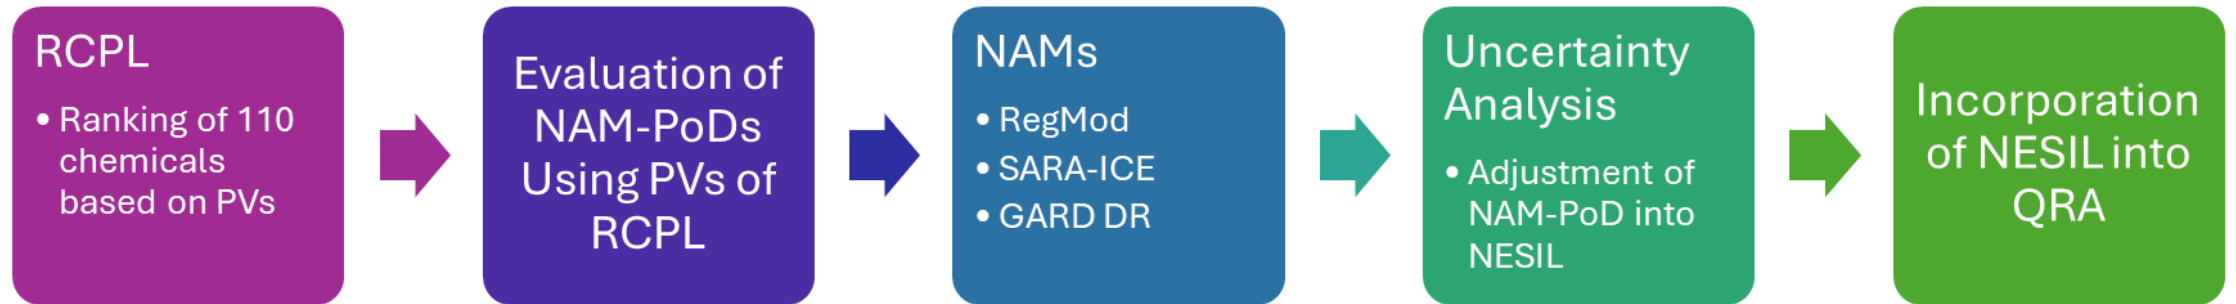 RCPL
• Ranking of 110
chemicals
based on PVs
Evaluation of
NAM-PoDs
Using PVs of
RCPL
NAMs
• RegMod
• SARA-ICE
• GARD DR
Uncertainty
Analysis
• Adjustment of
NAM-PoD into
NESIL
Incorporation
of NESIL into
QRA